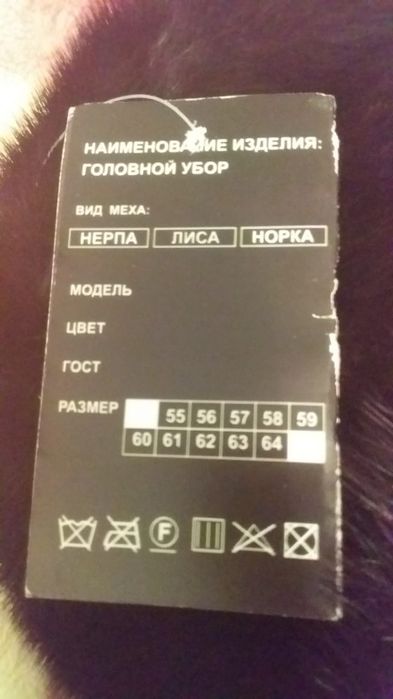 НАИМЕНОВАНИЕ ИЗДЕЛИЯ:
ГОЛОВНОЙ УБОР
ВИД МЕХА:
НЕРПА ЛИСА НОРКА
МОДЕЛЬ
ЦВЕТ
ГОСТ
РАЗМЕР 55 56 57 58 59
60 61 62 63 64
F